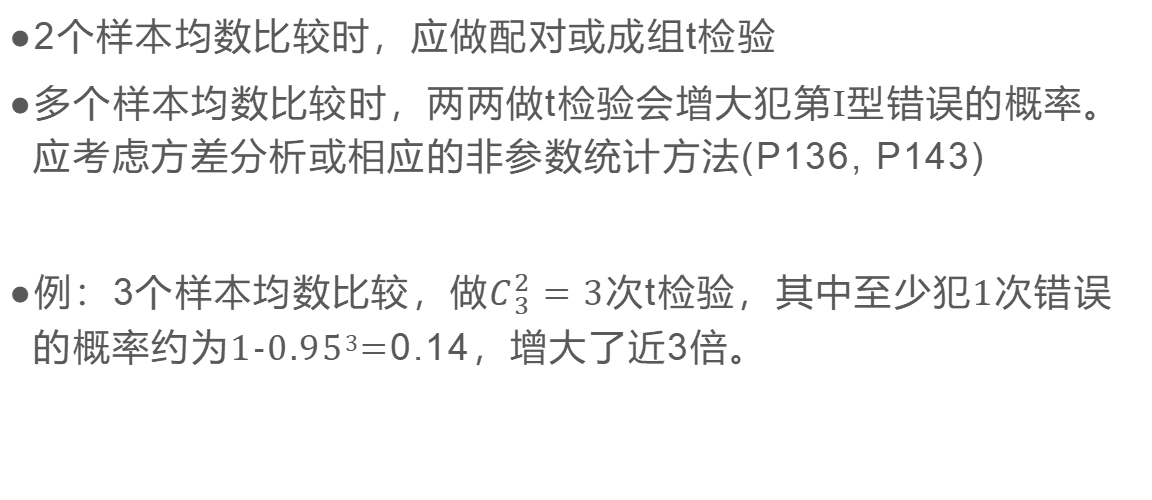 ●2个样本均数比较时，应做配对或成组t检验
●多个样本均数比较时，两两做t检验会增大犯第I型错误的概率。
应考虑方差分析或相应的非参数统计方法(P136, P143)
●例：3个样本均数比较，做C₃² = 3次t检验，其中至少犯1次错误
的概率约为1-0.95³=0.14，增大了近3倍。